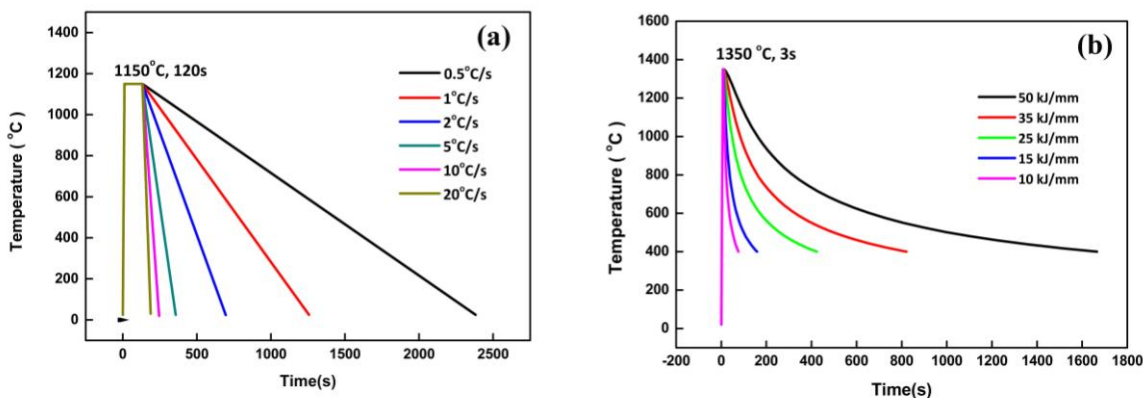 (a)
1150°C, 120s
0.5°C/s
1°C/s
2°C/s
5°C/s
10°C/s
20°C/s
1400
1200
1000
800
600
400
200
0
Temperature ( °C)
0
500
1000
1500
2000
2500
Time(s)
(b)
1350 °C, 3s
50 kJ/mm
35 kJ/mm
25 kJ/mm
15 kJ/mm
10 kJ/mm
1600
1400
1200
1000
800
600
400
200
0
Temperature ( °C)
-200
0
200
400
600
800
1000
1200
1400
1600
1800
Time(s)